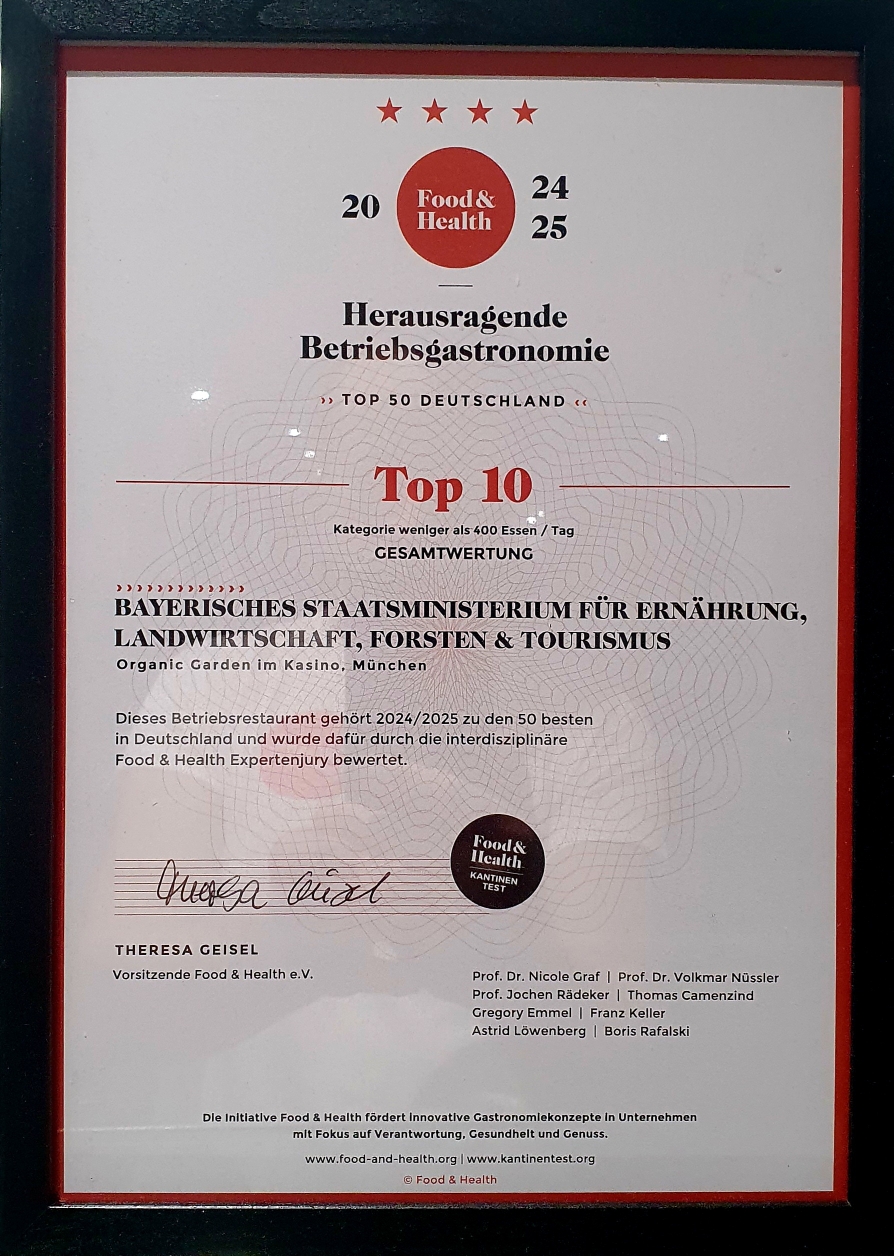 ★ ★ ★ ★
20 Food & Health 24 25
Herausragende
Betriebsgastronomie
›› TOP 50 DEUTSCHLAND ‹‹
Top 10
Kategorie weniger als 400 Essen / Tag
GESAMTWERTUNG
›››››››››››››
BAYERISCHES STAATSMINISTERIUM FÜR ERNÄHRUNG,
LANDWIRTSCHAFT, FORSTEN & TOURISMUS
Organic Garden im Kasino, München
Dieses Betriebsrestaurant gehört 2024/2025 zu den 50 besten
in Deutschland und wurde dafür durch die interdisziplinäre
Food & Health Expertenjury bewertet.
Food &
Health
KANTINEN
TEST
Theresa Geisel
THERESA GEISEL
Vorsitzende Food & Health e.V.
Prof. Dr. Nicole Graf | Prof. Dr. Volkmar Nüssler
Prof. Jochen Rädeker | Thomas Camenzind
Gregory Emmel | Franz Keller
Astrid Löwenberg | Boris Rafalski
Die Initiative Food & Health fördert innovative Gastronomiekonzepte in Unternehmen
mit Fokus auf Verantwortung, Gesundheit und Genuss.
www.food-and-health.org | www.kantinentest.org
© Food & Health